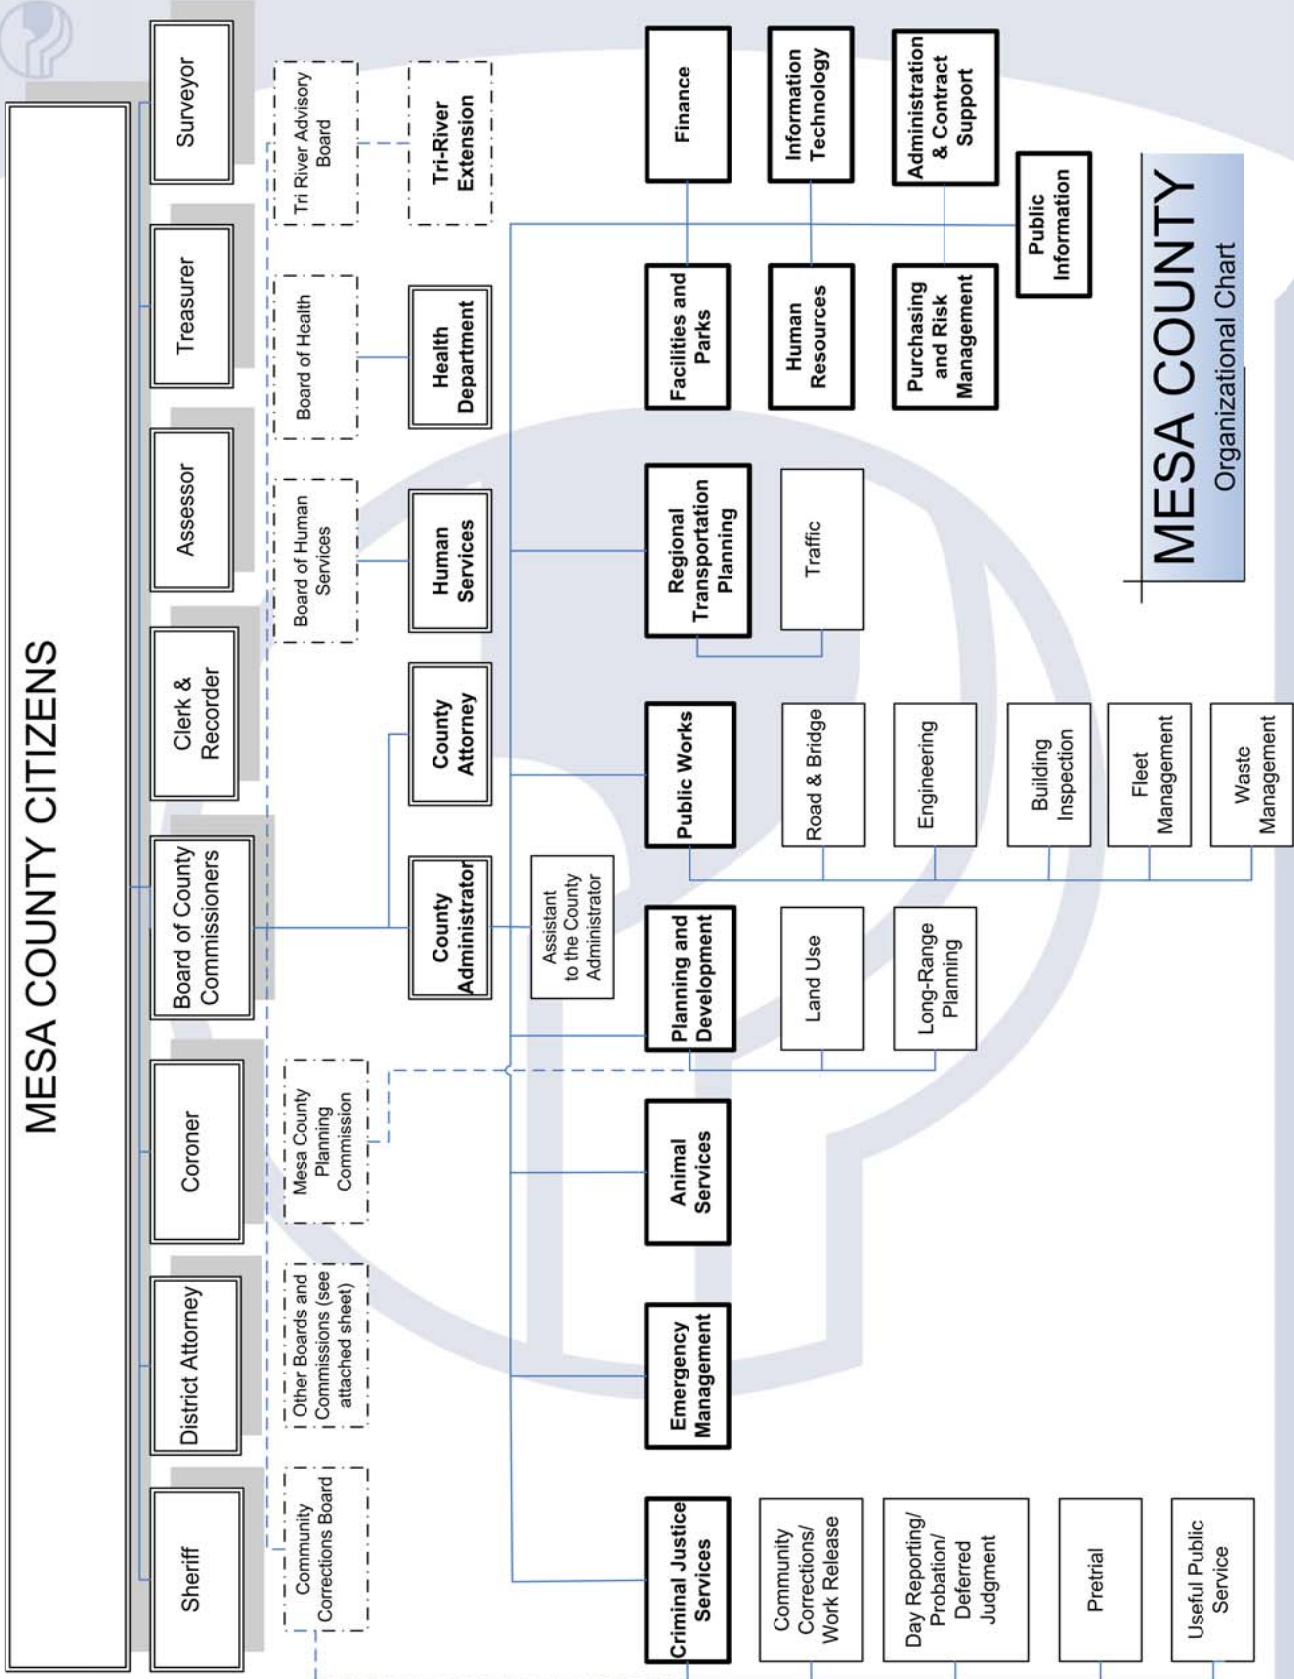 MESA COUNTY CITIZENS
Sheriff
District Attorney
Coroner
Board of County
Commissioners
Clerk &
Recorder
Assessor
Treasurer
Surveyor
Community
Corrections Board
Other Boards and
Commissions (see
attached sheet)
Mesa County
Planning
Commission
Board of Human
Services
Board of Health
Tri River Advisory
Board
County
Administrator
County
Attorney
Human
Services
Health
Department
Tri-River
Extension
Assistant
to the County
Administrator
Criminal Justice
Services
Emergency
Management
Animal
Services
Planning and
Development
Public Works
Regional
Transportation
Planning
Facilities and
Parks
Finance
Community
Corrections/
Work Release
Land Use
Road & Bridge
Traffic
Human
Resources
Information
Technology
Day Reporting/
Probation/
Deferred
Judgment
Long-Range
Planning
Engineering
Purchasing
and Risk
Management
Administration
& Contract
Support
Pretrial
Building
Inspection
Public
Information
Useful Public
Service
Fleet
Management
Waste
Management
MESA COUNTY
Organizational Chart